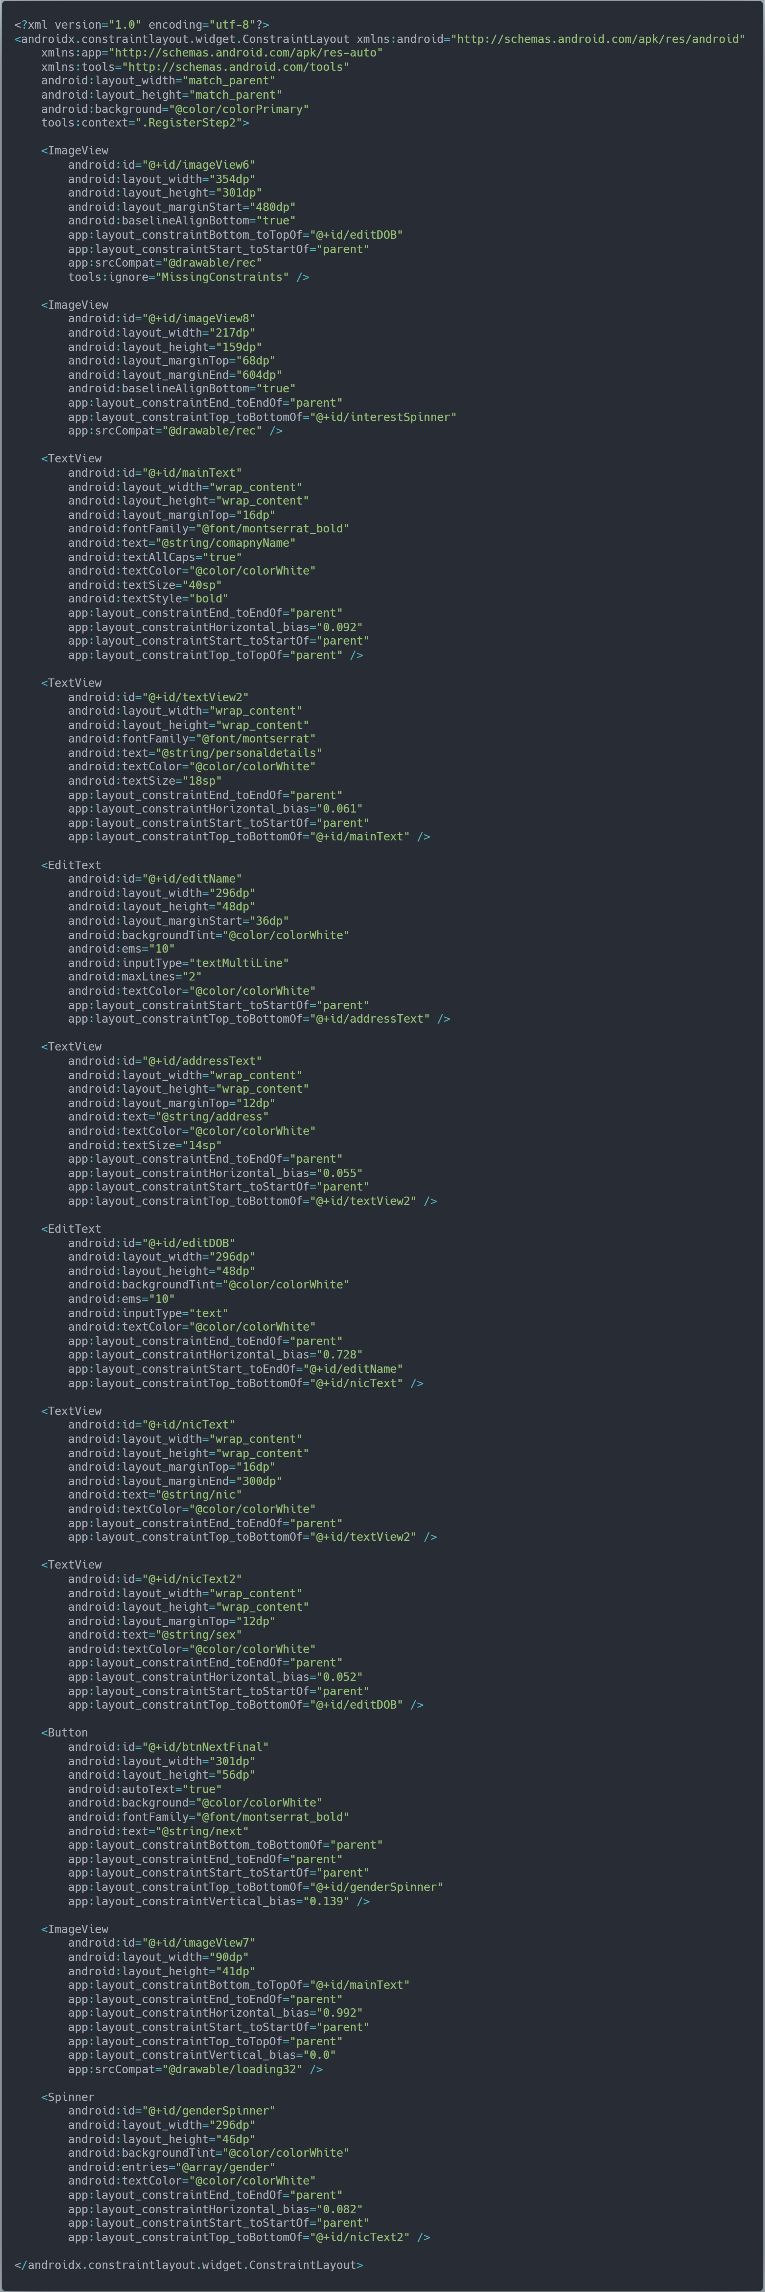 <?xml version="1.0" encoding="utf-8"?>
<androidx.constraintlayout.widget.ConstraintLayout xmlns:android="http://schemas.android.com/apk/res/android"
    xmlns:app="http://schemas.android.com/apk/res-auto"
    xmlns:tools="http://schemas.android.com/tools"
    android:layout_width="match_parent"
    android:layout_height="match_parent"
    android:background="@color/colorPrimary"
    tools:context=".RegisterStep2">

    <ImageView
        android:id="@+id/imageView6"
        android:layout_width="354dp"
        android:layout_height="301dp"
        android:layout_marginStart="480dp"
        android:baselineAlignBottom="true"
        app:layout_constraintBottom_toTopOf="@+id/editDOB"
        app:layout_constraintStart_toStartOf="parent"
        app:srcCompat="@drawable/rec"
        tools:ignore="MissingConstraints" />

    <ImageView
        android:id="@+id/imageView8"
        android:layout_width="217dp"
        android:layout_height="159dp"
        android:layout_marginTop="68dp"
        android:layout_marginEnd="604dp"
        android:baselineAlignBottom="true"
        app:layout_constraintEnd_toEndOf="parent"
        app:layout_constraintTop_toBottomOf="@+id/interestSpinner"
        app:srcCompat="@drawable/rec" />

    <TextView
        android:id="@+id/mainText"
        android:layout_width="wrap_content"
        android:layout_height="wrap_content"
        android:layout_marginTop="16dp"
        android:fontFamily="@font/montserrat_bold"
        android:text="@string/comapnyName"
        android:textAllCaps="true"
        android:textColor="@color/colorWhite"
        android:textSize="40sp"
        android:textStyle="bold"
        app:layout_constraintEnd_toEndOf="parent"
        app:layout_constraintHorizontal_bias="0.092"
        app:layout_constraintStart_toStartOf="parent"
        app:layout_constraintTop_toTopOf="parent" />

    <TextView
        android:id="@+id/textView2"
        android:layout_width="wrap_content"
        android:layout_height="wrap_content"
        android:fontFamily="@font/montserrat"
        android:text="@string/personaldetails"
        android:textColor="@color/colorWhite"
        android:textSize="18sp"
        app:layout_constraintEnd_toEndOf="parent"
        app:layout_constraintHorizontal_bias="0.061"
        app:layout_constraintStart_toStartOf="parent"
        app:layout_constraintTop_toBottomOf="@+id/mainText" />

    <EditText
        android:id="@+id/editName"
        android:layout_width="296dp"
        android:layout_height="48dp"
        android:layout_marginStart="36dp"
        android:backgroundTint="@color/colorWhite"
        android:ems="10"
        android:inputType="textMultiLine"
        android:maxLines="2"
        android:textColor="@color/colorWhite"
        app:layout_constraintStart_toStartOf="parent"
        app:layout_constraintTop_toBottomOf="@+id/addressText" />

    <TextView
        android:id="@+id/addressText"
        android:layout_width="wrap_content"
        android:layout_height="wrap_content"
        android:layout_marginTop="12dp"
        android:text="@string/address"
        android:textColor="@color/colorWhite"
        android:textSize="14sp"
        app:layout_constraintEnd_toEndOf="parent"
        app:layout_constraintHorizontal_bias="0.055"
        app:layout_constraintStart_toStartOf="parent"
        app:layout_constraintTop_toBottomOf="@+id/textView2" />

    <EditText
        android:id="@+id/editDOB"
        android:layout_width="296dp"
        android:layout_height="48dp"
        android:backgroundTint="@color/colorWhite"
        android:ems="10"
        android:inputType="text"
        android:textColor="@color/colorWhite"
        app:layout_constraintEnd_toEndOf="parent"
        app:layout_constraintHorizontal_bias="0.728"
        app:layout_constraintStart_toEndOf="@+id/editName"
        app:layout_constraintTop_toBottomOf="@+id/nicText" />

    <TextView
        android:id="@+id/nicText"
        android:layout_width="wrap_content"
        android:layout_height="wrap_content"
        android:layout_marginTop="16dp"
        android:layout_marginEnd="300dp"
        android:text="@string/nic"
        android:textColor="@color/colorWhite"
        app:layout_constraintEnd_toEndOf="parent"
        app:layout_constraintTop_toBottomOf="@+id/textView2" />

    <TextView
        android:id="@+id/nicText2"
        android:layout_width="wrap_content"
        android:layout_height="wrap_content"
        android:layout_marginTop="12dp"
        android:text="@string/sex"
        android:textColor="@color/colorWhite"
        app:layout_constraintEnd_toEndOf="parent"
        app:layout_constraintHorizontal_bias="0.052"
        app:layout_constraintStart_toStartOf="parent"
        app:layout_constraintTop_toBottomOf="@+id/editDOB" />

    <Button
        android:id="@+id/btnNextFinal"
        android:layout_width="301dp"
        android:layout_height="56dp"
        android:autoText="true"
        android:background="@color/colorWhite"
        android:fontFamily="@font/montserrat_bold"
        android:text="@string/next"
        app:layout_constraintBottom_toBottomOf="parent"
        app:layout_constraintEnd_toEndOf="parent"
        app:layout_constraintStart_toStartOf="parent"
        app:layout_constraintTop_toBottomOf="@+id/genderSpinner"
        app:layout_constraintVertical_bias="0.139" />

    <ImageView
        android:id="@+id/imageView7"
        android:layout_width="90dp"
        android:layout_height="41dp"
        app:layout_constraintBottom_toTopOf="@+id/mainText"
        app:layout_constraintEnd_toEndOf="parent"
        app:layout_constraintHorizontal_bias="0.992"
        app:layout_constraintStart_toStartOf="parent"
        app:layout_constraintTop_toTopOf="parent"
        app:layout_constraintVertical_bias="0.0"
        app:srcCompat="@drawable/loading32" />

    <Spinner
        android:id="@+id/genderSpinner"
        android:layout_width="296dp"
        android:layout_height="46dp"
        android:backgroundTint="@color/colorWhite"
        android:entries="@array/gender"
        android:textColor="@color/colorWhite"
        app:layout_constraintEnd_toEndOf="parent"
        app:layout_constraintHorizontal_bias="0.082"
        app:layout_constraintStart_toStartOf="parent"
        app:layout_constraintTop_toBottomOf="@+id/nicText2" />

</androidx.constraintlayout.widget.ConstraintLayout>